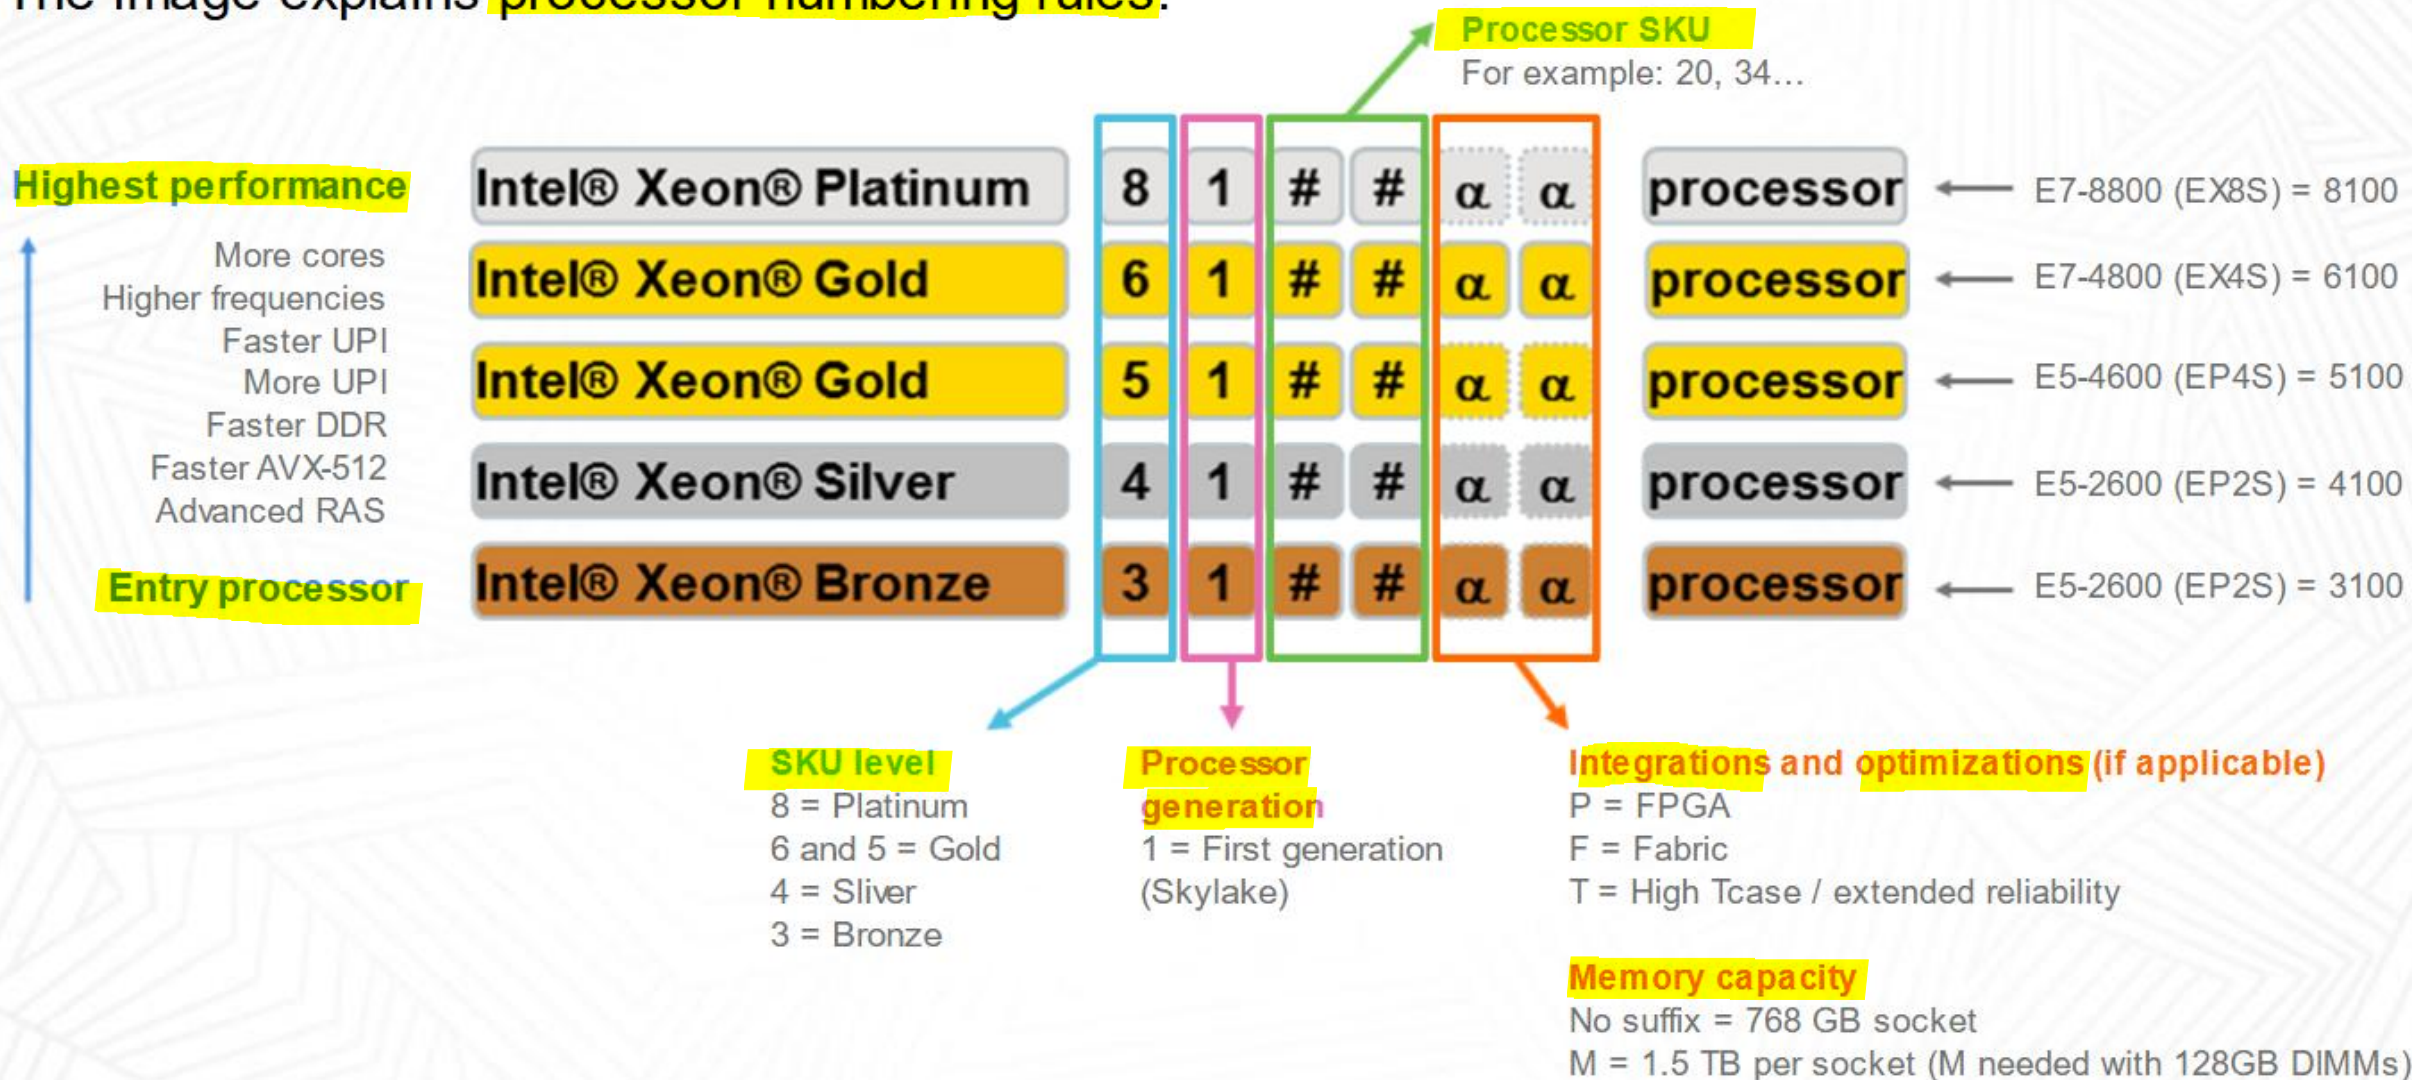 The image explains processor numbering rules.
Processor SKU
For example: 20, 34...
Highest performance
More cores
Higher frequencies
Faster UPI
More UPI
Faster DDR
Faster AVX-512
Advanced RAS
Entry processor
Intel® Xeon® Platinum 8 1 # # α α processor E7-8800 (EX8S) = 8100
Intel® Xeon® Gold 6 1 # # α α processor E7-4800 (EX4S) = 6100
Intel® Xeon® Gold 5 1 # # α α processor E5-4600 (EP4S) = 5100
Intel® Xeon® Silver 4 1 # # α α processor E5-2600 (EP2S) = 4100
Intel® Xeon® Bronze 3 1 # # α α processor E5-2600 (EP2S) = 3100
SKU level
8 = Platinum
6 and 5 = Gold
4 = Sliver
3 = Bronze
Processor
generation
1 = First generation
(Skylake)
Integrations and optimizations (if applicable)
P = FPGA
F = Fabric
T = High Tcase / extended reliability
Memory capacity
No suffix = 768 GB socket
M = 1.5 TB per socket (M needed with 128GB DIMMs)